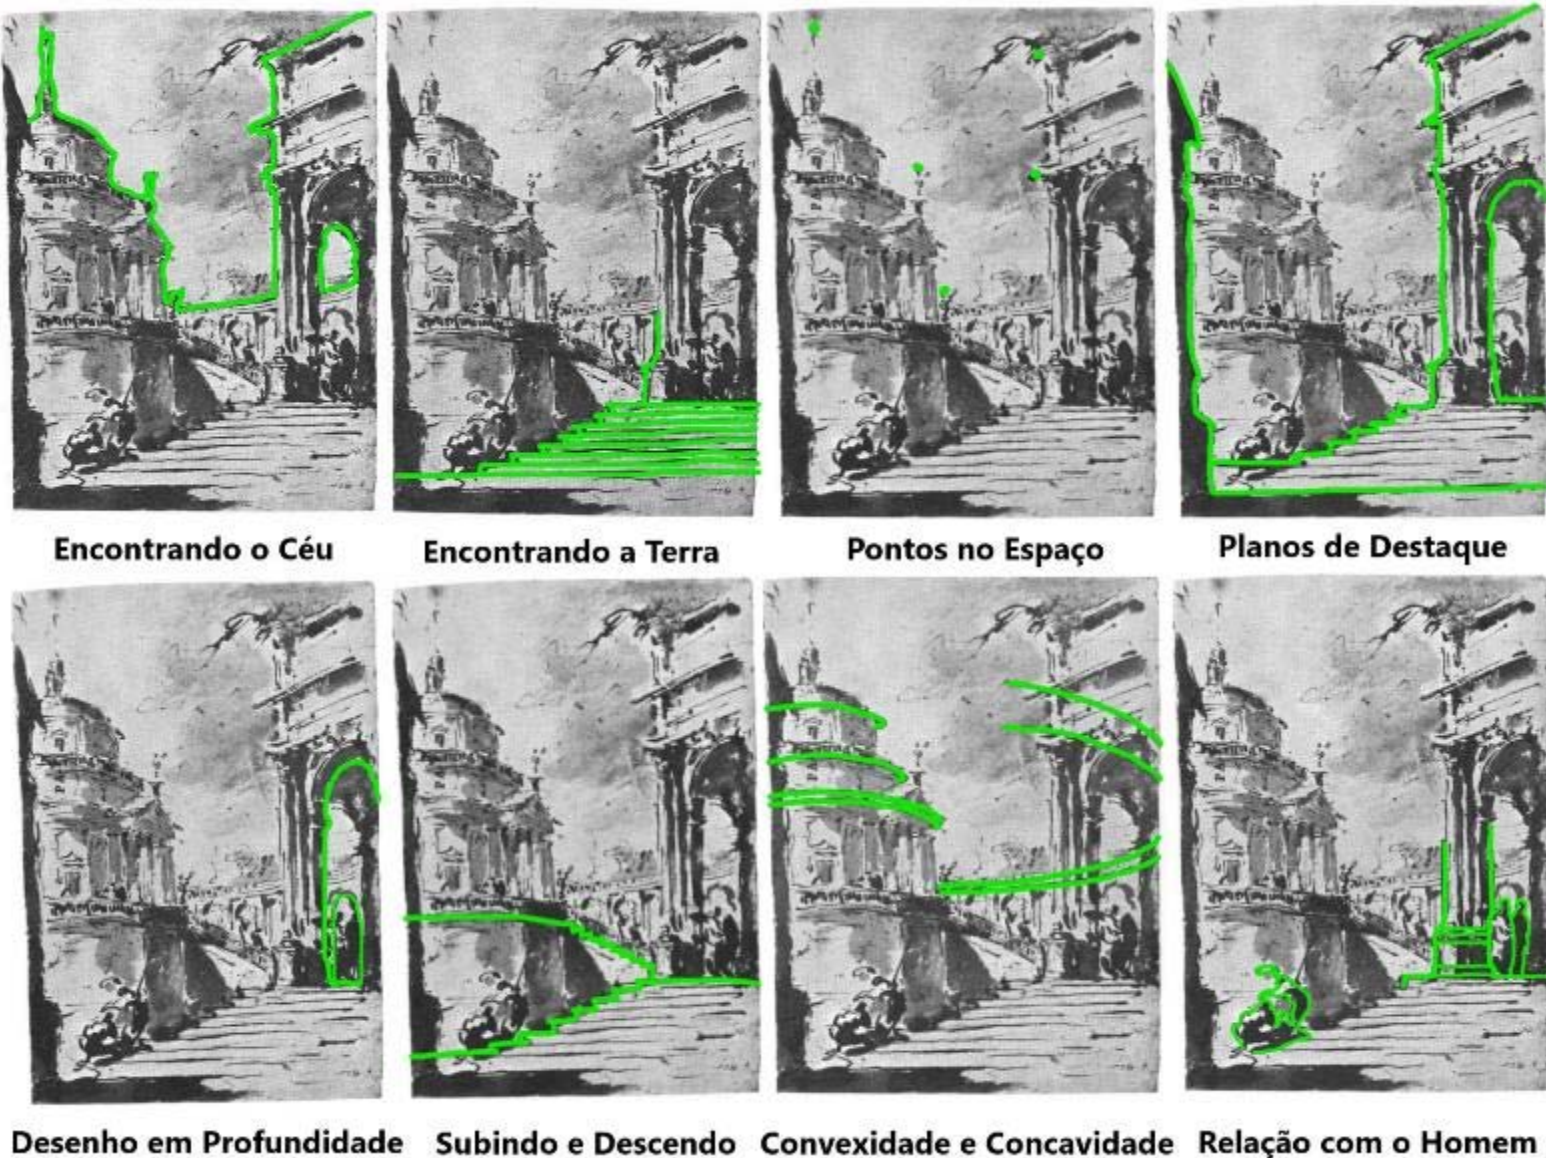 Encontrando o Céu
Encontrando a Terra
Pontos no Espaço
Planos de Destaque
Desenho em Profundidade
Subindo e Descendo
Convexidade e Concavidade
Relação com o Homem